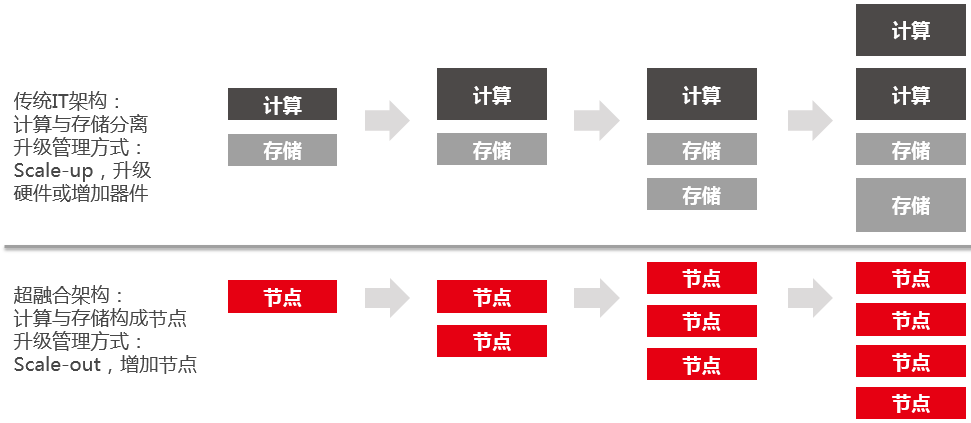 传统IT架构：
计算与存储分离
升级管理方式：
Scale-up，升级
硬件或增加器件
计算
存储
计算
存储
计算
存储
存储
计算
计算
存储
存储
超融合架构：
计算与存储构成节点
升级管理方式：
Scale-out，增加节点
节点
节点
节点
节点
节点
节点
节点
节点
节点
节点